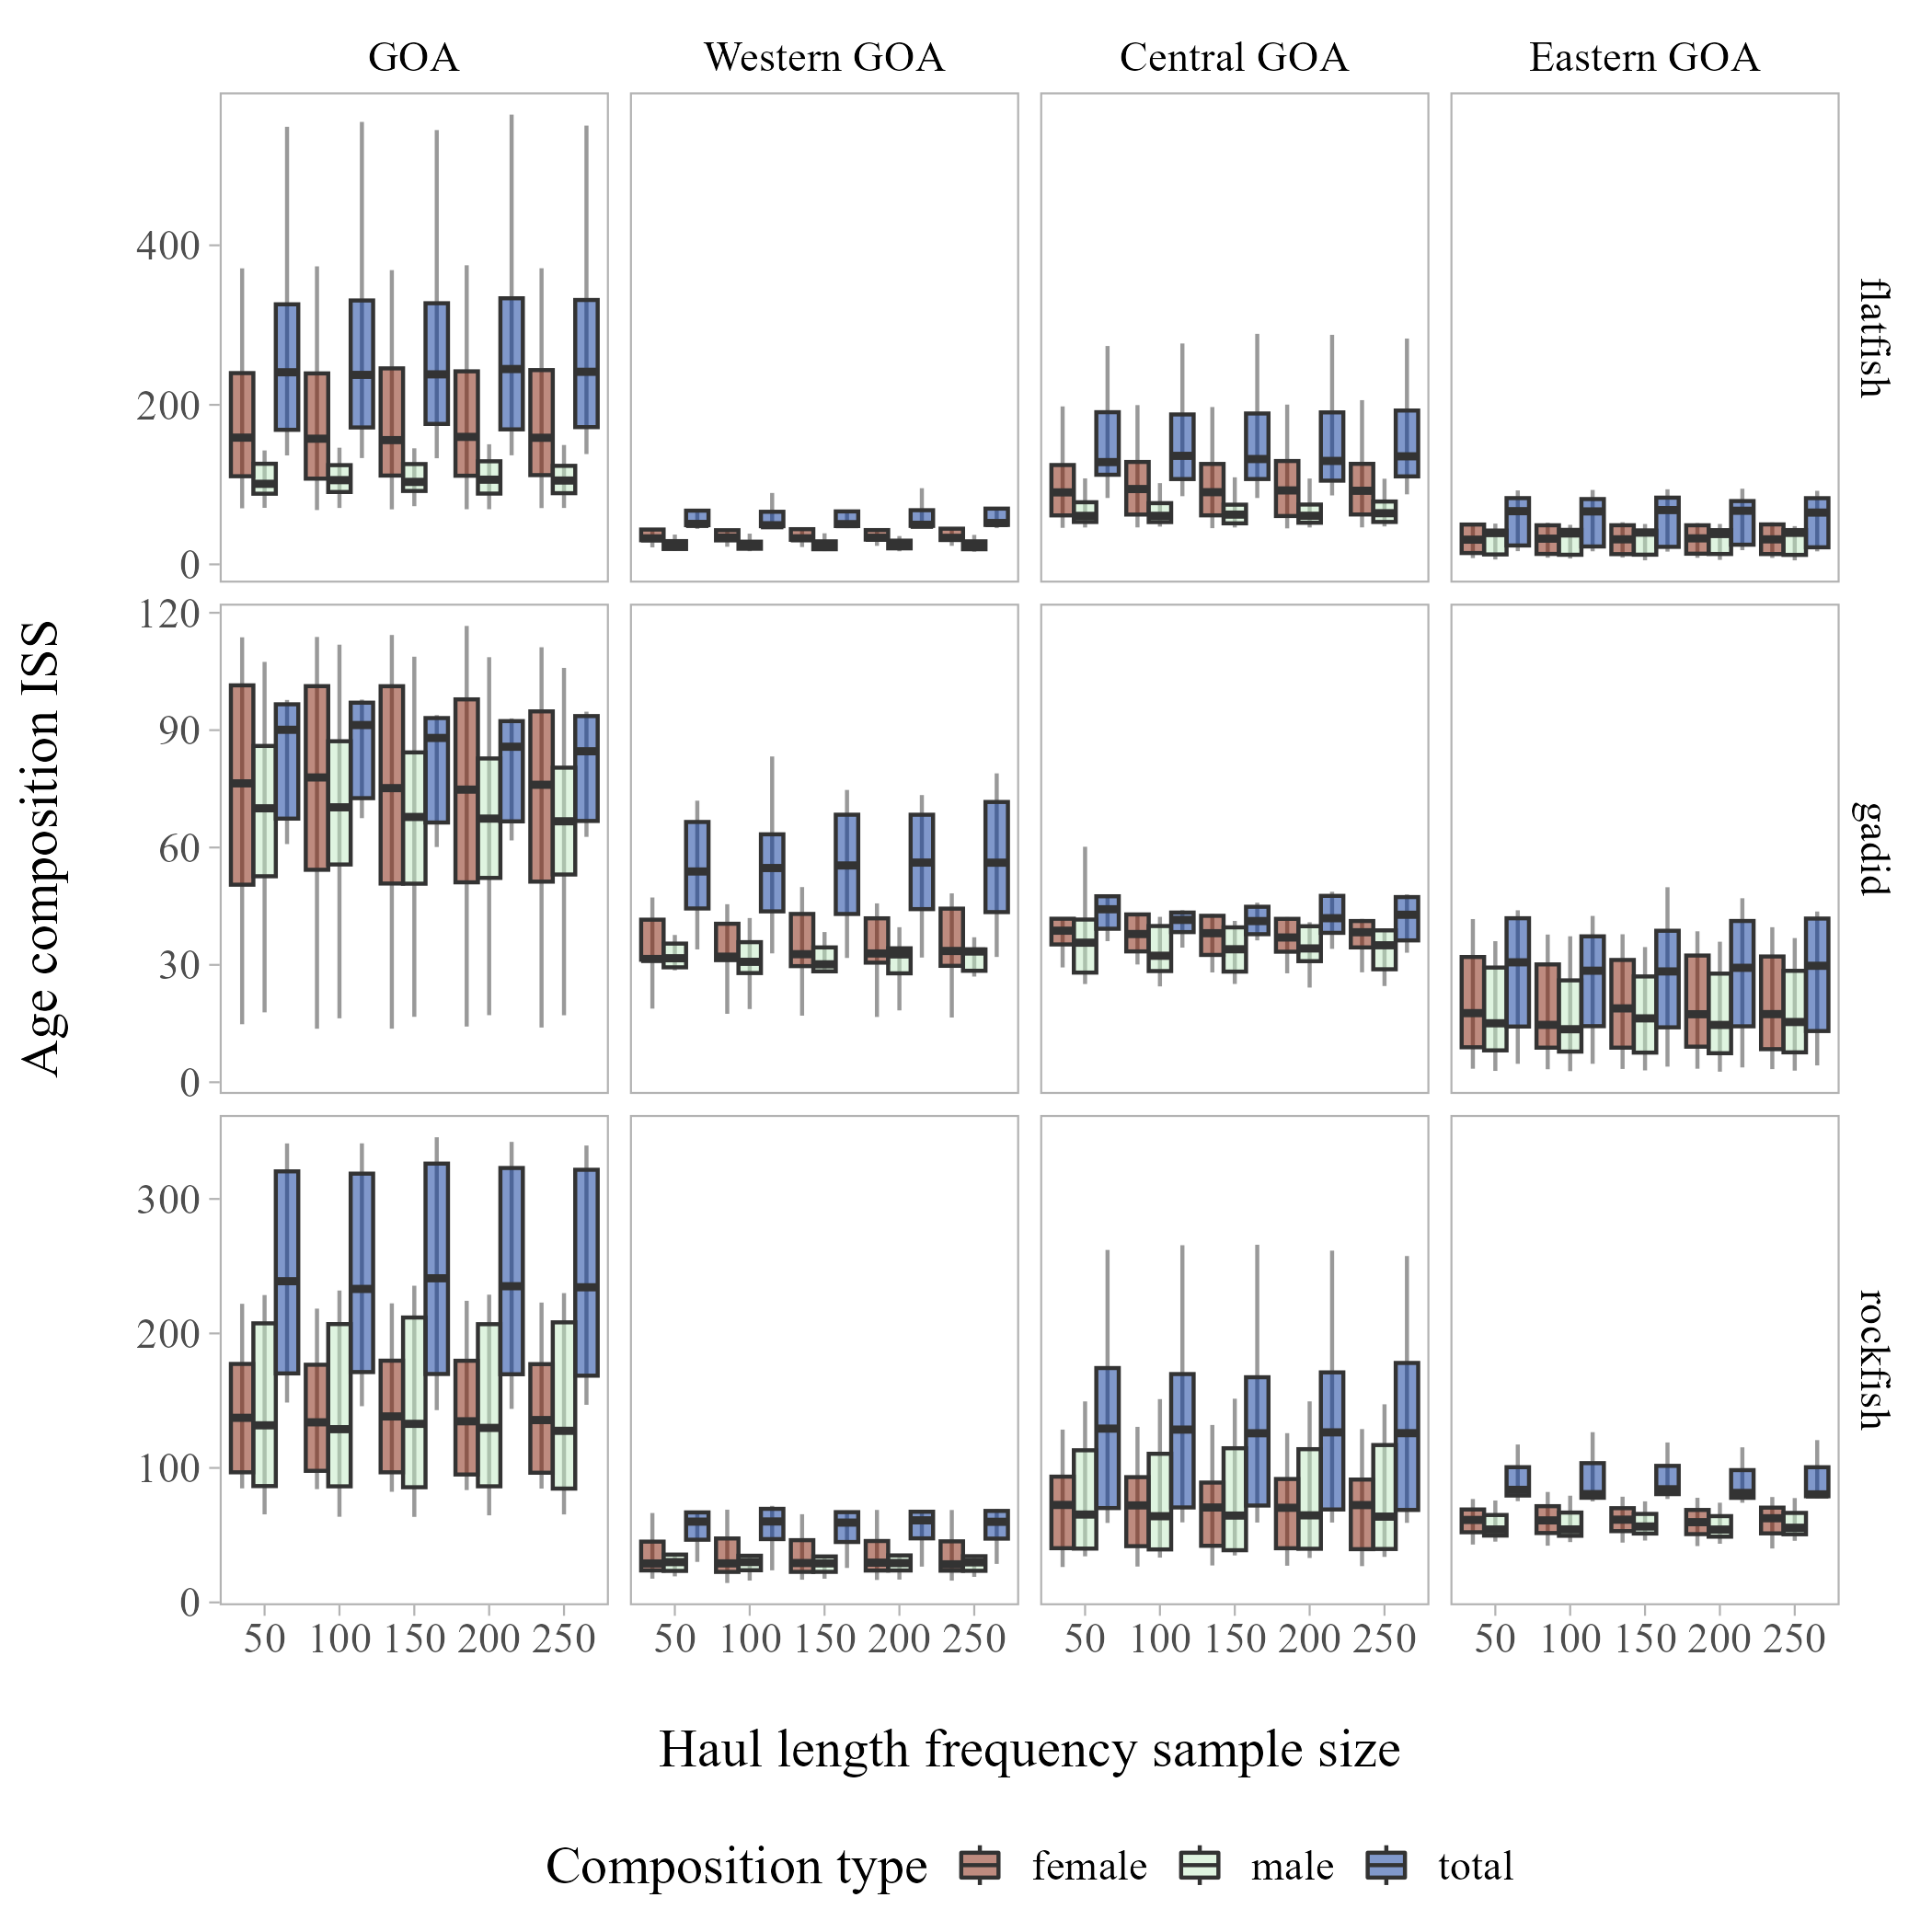 GOA Western GOA Central GOA Eastern GOA
400
200
0
flatfish
Age composition ISS
120
90
60
30
0
gadid
300
200
100
0
rockfish
50 100 150 200 250 50 100 150 200 250 50 100 150 200 250 50 100 150 200 250
Haul length frequency sample size
Composition type female male total